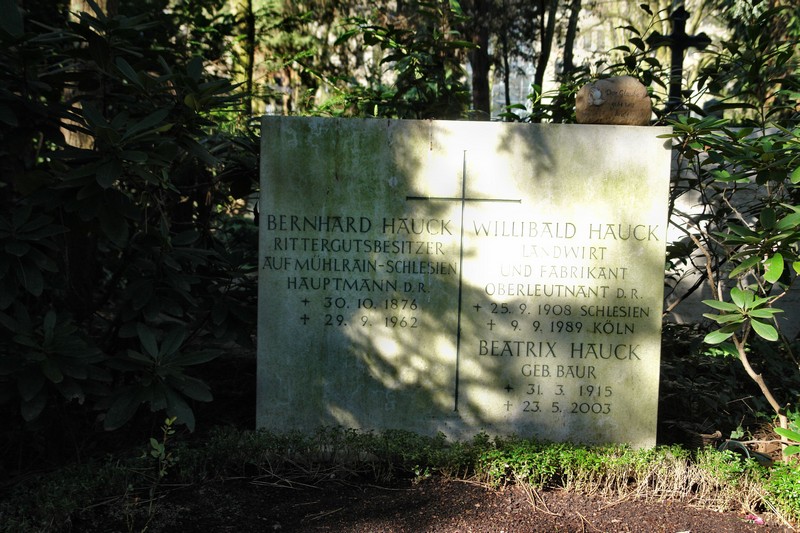 BERNHARD HAUCK
RITTERGUTSBESITZER
AUF MÜHLRAIN-SCHLESIEN
HAUPTMANN D.R.
+ 30. 10. 1876
+ 29. 9. 1962
WILLIBALD HAUCK
LANDWIRT
UND FABRIKANT
OBERLEUTNANT D.R.
+ 25. 9. 1908 SCHLESIEN
+ 9. 9. 1989 KÖLN
BEATRIX HAUCK
GEB. BAUR
+ 31. 3. 1915
+ 23. 5. 2003